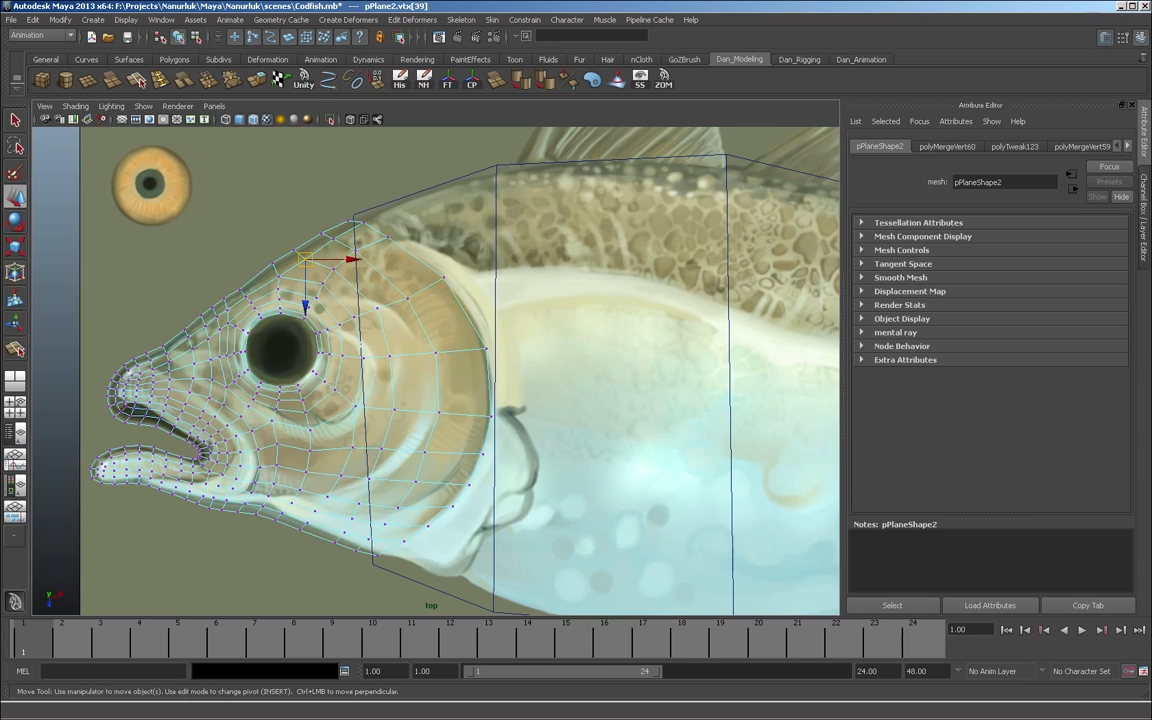 Autodesk Maya 2013 x64: F:\Projects\Nanurluk\Maya\Nanurluk\scenes\Codfish.mb* --- pPlane2.vtx[39]
File Edit Modify Create Display Window Assets Animate Geometry Cache Create Deformers Edit Deformers Skeleton Skin Constrain Character Muscle Pipeline Cache Help
Animation
General Curves Surfaces Polygons Subdivs Deformation Animation Dynamics Rendering PaintEffects Toon Fluids Fur Hair nCloth GoZBrush Dan_Modeling Dan_Rigging Dan_Animation
Unity His NH FT CP SS ZOM
View Shading Lighting Show Renderer Panels
Attribute Editor
List Selected Focus Attributes Show Help
pPlaneShape2 polyMergeVert60 polyTweak123 polyMergeVert59
mesh: pPlaneShape2
Focus
Presets
Show Hide
Tessellation Attributes
Mesh Component Display
Mesh Controls
Tangent Space
Smooth Mesh
Displacement Map
Render Stats
Object Display
mental ray
Node Behavior
Extra Attributes
Notes: pPlaneShape2
Select Load Attributes Copy Tab
Attribute Editor
Channel Box / Layer Editor
y x
z
top
1 2 3 4 5 6 7 8 9 10 11 12 13 14 15 16 17 18 19 20 21 22 23 24
1
1.00
MEL
1.00 1.00 1 24 24.00 48.00 No Anim Layer No Character Set
Move Tool: Use manipulator to move object(s). Use edit mode to change pivot (INSERT). Ctrl+LMB to move perpendicular.